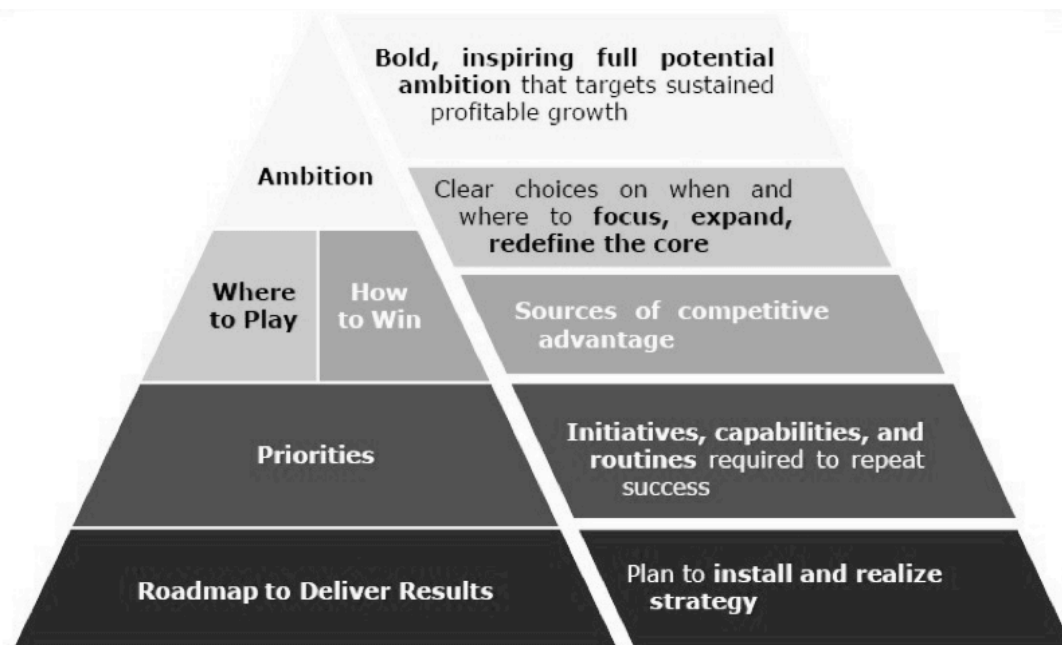 Bold, inspiring full potential
ambition that targets sustained
profitable growth
Ambition
Clear choices on when and
where to focus, expand,
redefine the core
Where
to Play
How
to Win
Sources of competitive
advantage
Priorities
Initiatives, capabilities, and
routines required to repeat
success
Roadmap to Deliver Results
Plan to install and realize
strategy